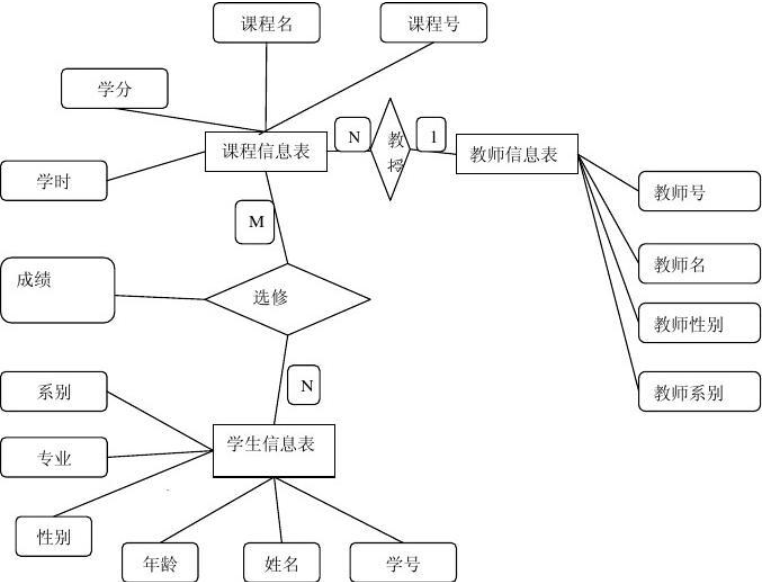 课程名
课程号
学分
课程信息表
N
教
授
1
教师信息表
学时
教师号
M
成绩
选修
教师名
教师性别
系别
N
教师系别
专业
学生信息表
性别
年龄
姓名
学号